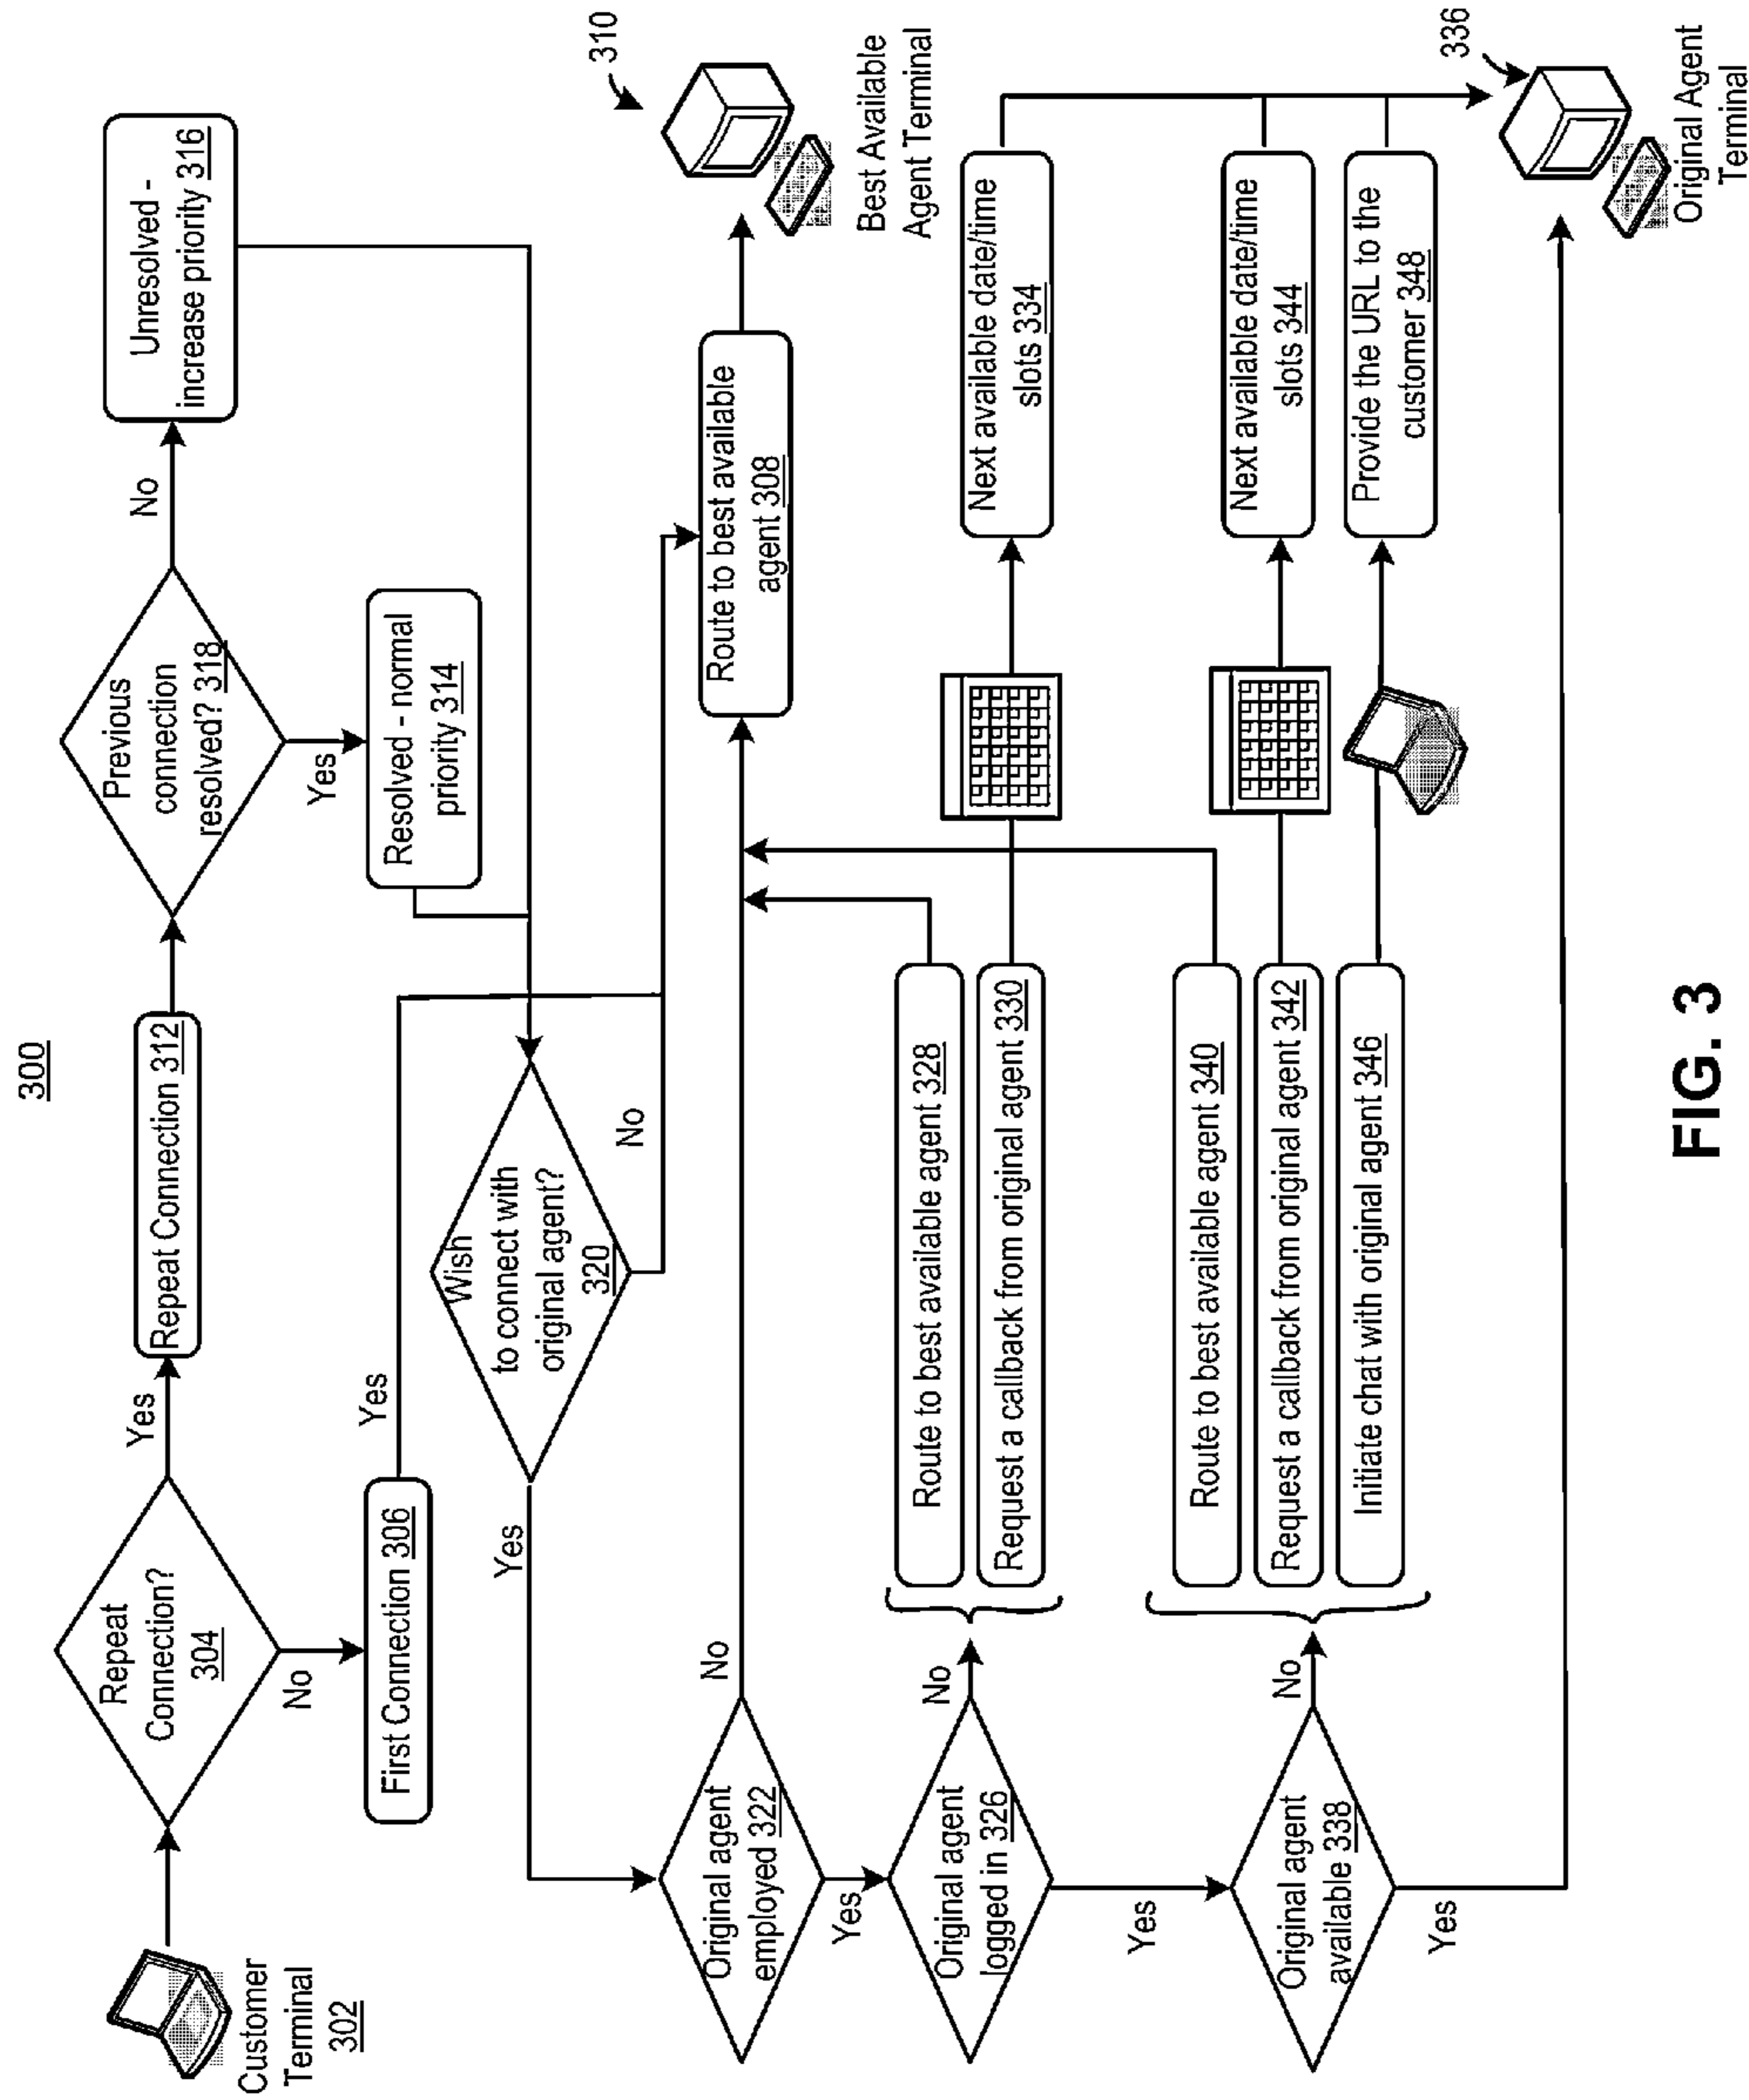 300
Customer
Terminal
302
Repeat
Connection?
304
Yes
No
Repeat Connection 312
First Connection 306
Yes
Previous
connection
resolved? 318
No
Yes
Unresolved -
increase priority 316
Resolved - normal
priority 314
Wish
to connect with
original agent?
320
No
Yes
Route to best available
agent 308
310
Best Available
Agent Terminal
Original agent
employed 322
No
Yes
Original agent
logged in 326
No
Yes
Route to best available agent 328
Request a callback from original agent 330
Next available date/time
slots 334
Original agent
available 338
No
Yes
Route to best available agent 340
Request a callback from original agent 342
Initiate chat with original agent 346
Next available date/time
slots 344
Provide the URL to the
customer 348
336
Original Agent
Terminal
FIG. 3